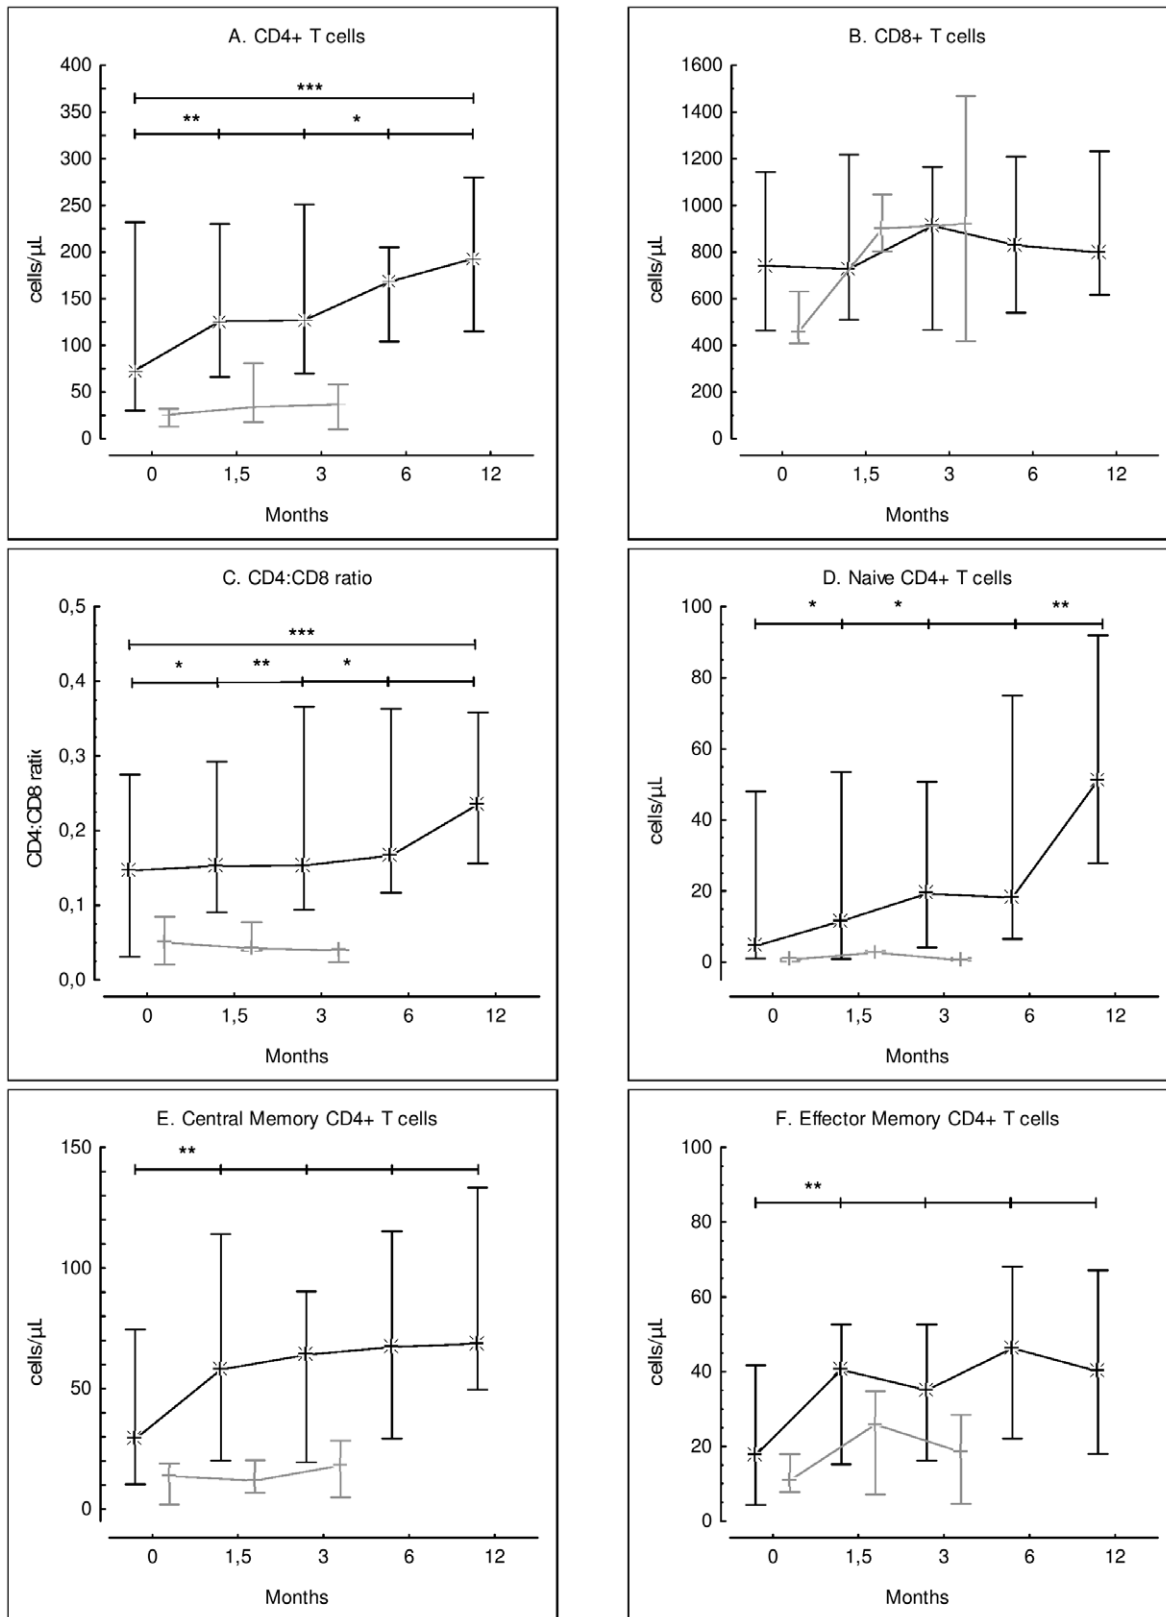 A. CD4+ T cells
400
350
300
250
200
150
100
50
0
cells/µL
***
**
*
0 1,5 3 6 12
Months
B. CD8+ T cells
1600
1400
1200
1000
800
600
400
200
0
cells/µL
0 1,5 3 6 12
Months
C. CD4:CD8 ratio
0,5
0,4
0,3
0,2
0,1
0,0
CD4:CD8 ratio
***
* ** *
0 1,5 3 6 12
Months
D. Naive CD4+ T cells
100
80
60
40
20
0
cells/µL
* * **
0 1,5 3 6 12
Months
E. Central Memory CD4+ T cells
150
100
50
0
cells/µL
**
0 1,5 3 6 12
Months
F. Effector Memory CD4+ T cells
100
80
60
40
20
0
cells/µL
**
0 1,5 3 6 12
Months